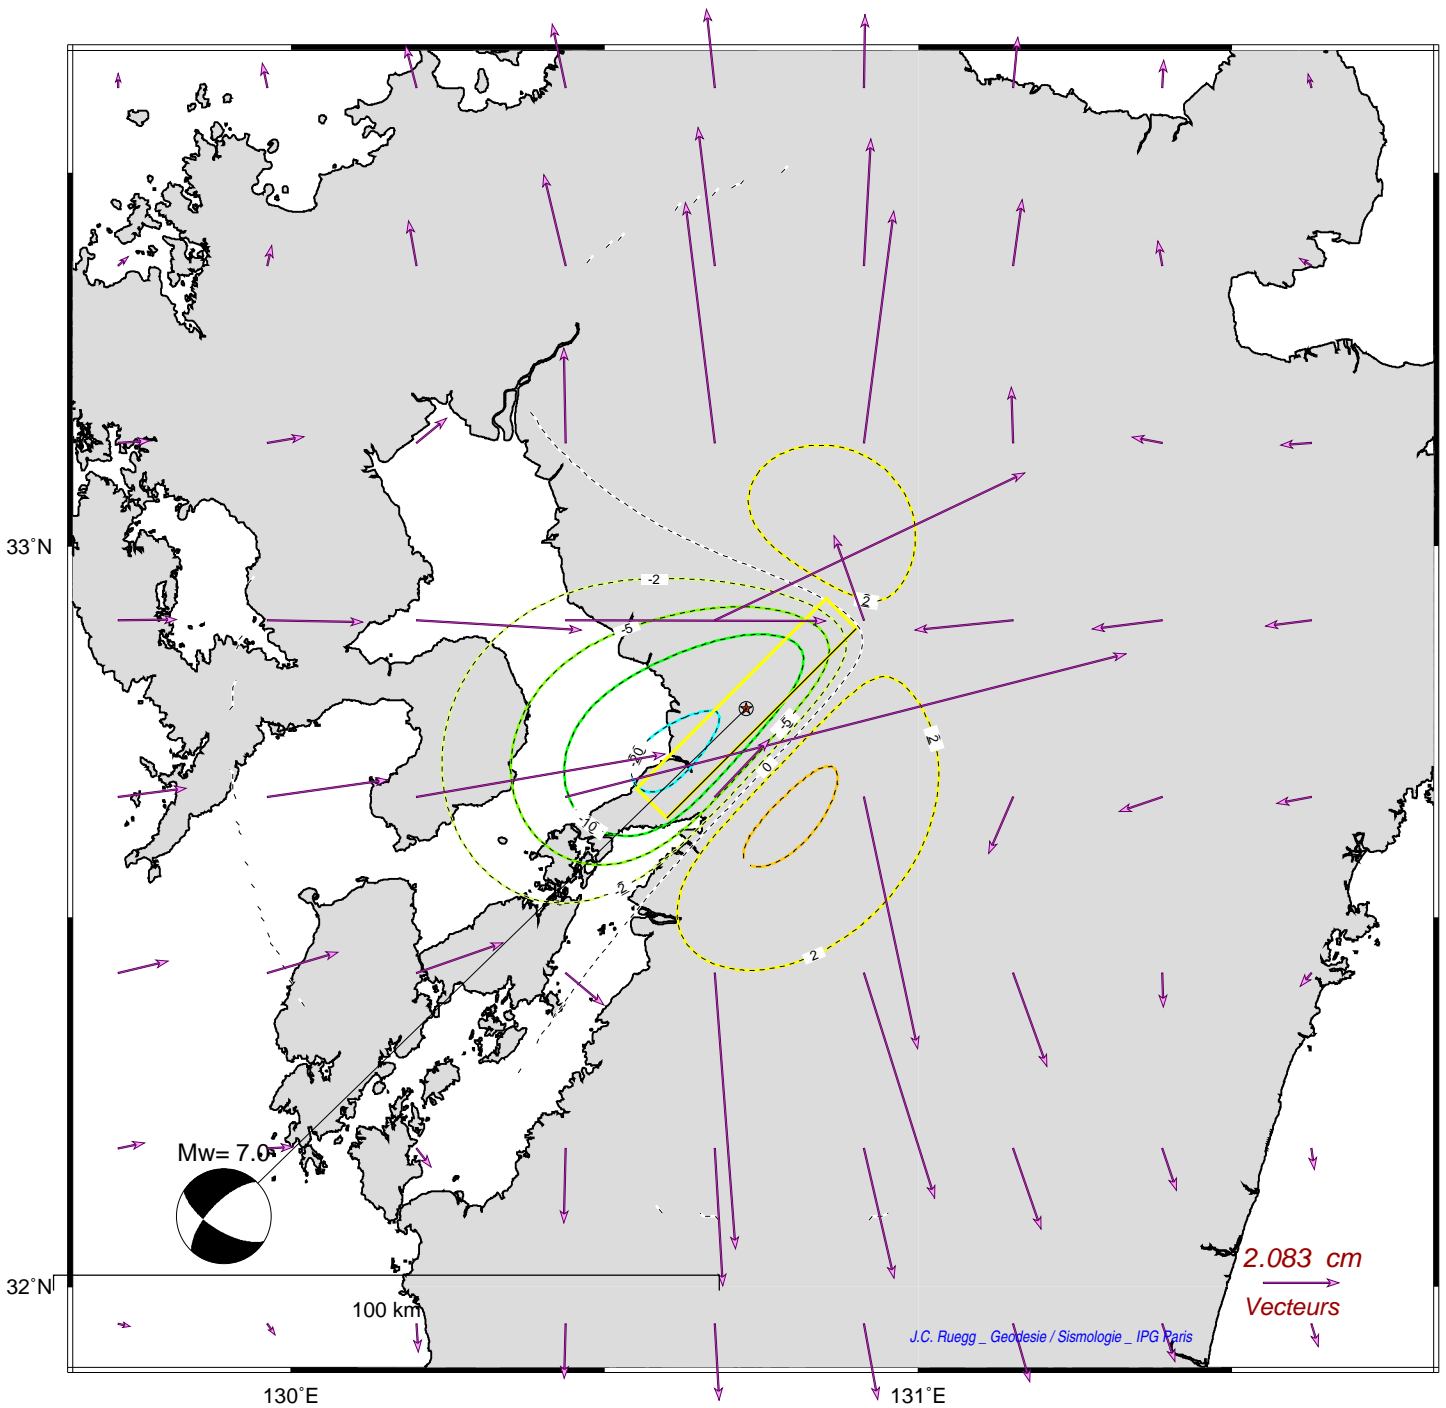 -2
2
-5
33°N
2
-5
0
-20
-10
-2
2
Mw= 7.0
2.083 cm
32°N
Vecteurs
100 km
J.C. Ruegg _ Geodesie / Sismologie _ IPG Paris
130°E
131°E